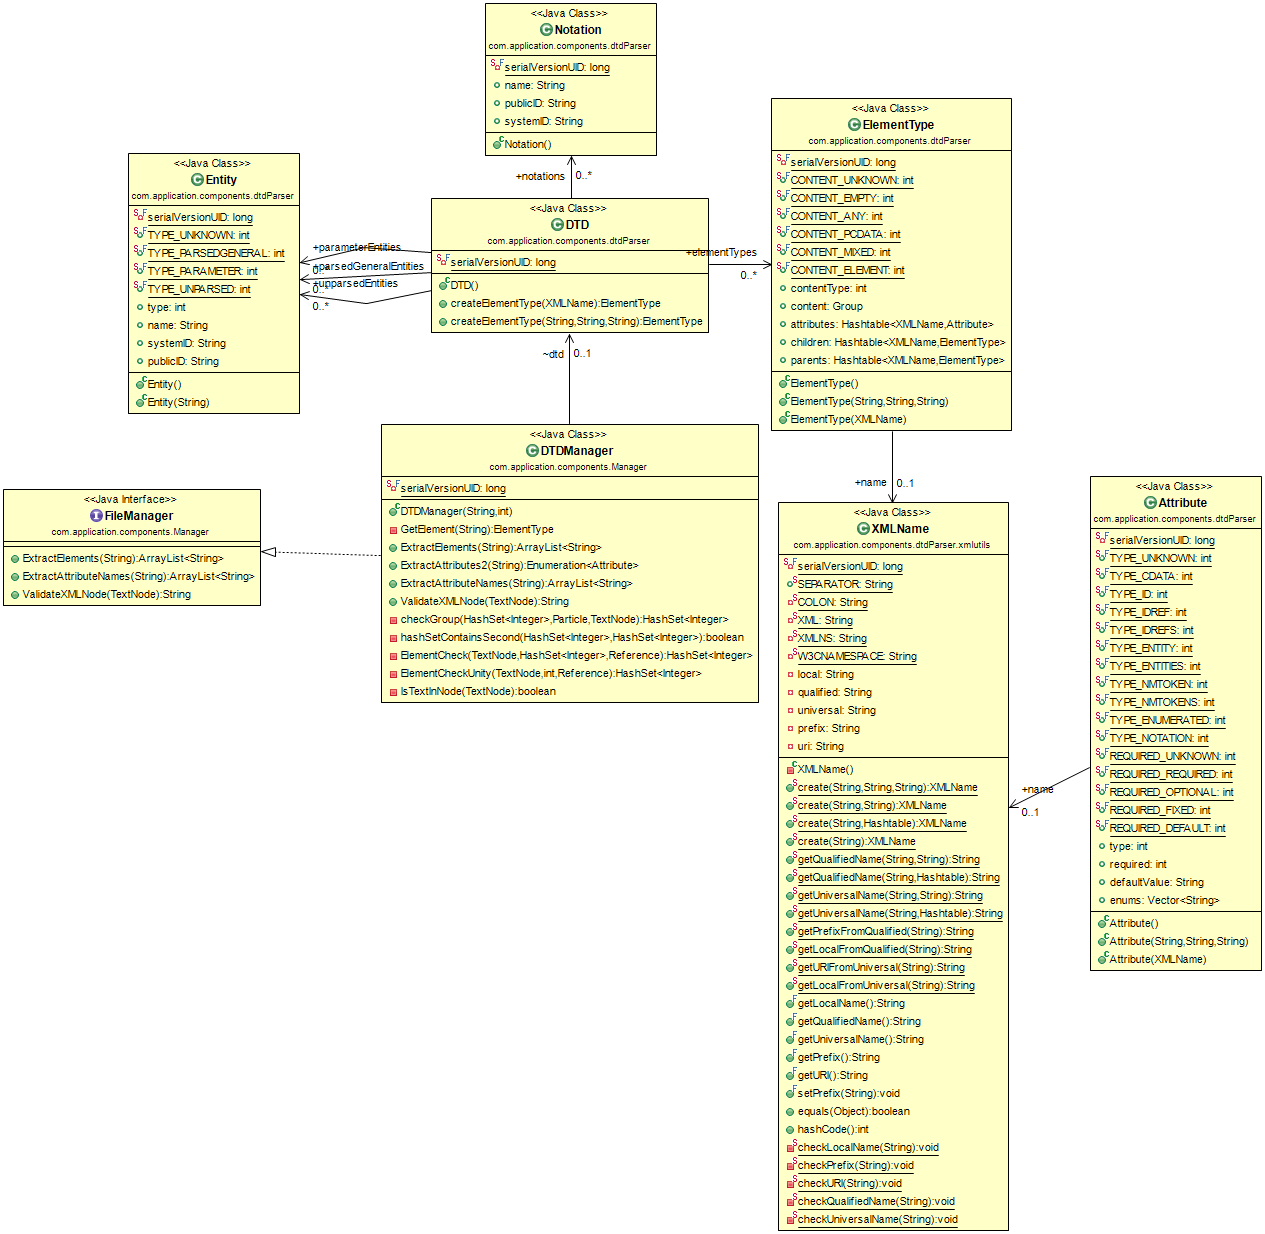 <<Java Class>>
Notation
com.application.components.dtdParser
serialVersionUID: long
name: String
publicID: String
systemID: String
Notation()
<<Java Class>>
Entity
com.application.components.dtdParser
serialVersionUID: long
TYPE_UNKNOWN: int
TYPE_PARSEDGENERAL: int
TYPE_PARAMETER: int
TYPE_UNPARSED: int
type: int
name: String
systemID: String
publicID: String
Entity()
Entity(String)
+notations
0..*
+parameterEntities
0..
+parsedGeneralEntities
0..
+upparsedEntities
0..*
<<Java Class>>
DTD
com.application.components.dtdParser
serialVersionUID: long
DTD()
createElementType(XMLName):ElementType
createElementType(String,String,String):ElementType
+elementTypes
0..*
<<Java Class>>
ElementType
com.application.components.dtdParser
serialVersionUID: long
CONTENT_UNKNOWN: int
CONTENT_EMPTY: int
CONTENT_ANY: int
CONTENT_PCDATA: int
CONTENT_MIXED: int
CONTENT_ELEMENT: int
contentType: int
content: Group
attributes: Hashtable<XMLName,Attribute>
children: Hashtable<XMLName,ElementType>
parents: Hashtable<XMLName,ElementType>
ElementType()
ElementType(String,String,String)
ElementType(XMLName)
~dtd
0..1
<<Java Class>>
DTDManager
com.application.components.Manager
serialVersionUID: long
DTDManager(String,int)
GetElement(String):ElementType
ExtractElements(String):ArrayList<String>
ExtractAttributes2(String):Enumeration<Attribute>
ExtractAttributeNames(String):ArrayList<String>
ValidateXMLNode(TextNode):String
checkGroup(HashSet<Integer>,Particle,TextNode):HashSet<Integer>
hashSetContainsSecond(HashSet<Integer>,HashSet<Integer>):boolean
ElementCheck(TextNode,HashSet<Integer>,Reference):HashSet<Integer>
ElementCheckUnity(TextNode,int,Reference):HashSet<Integer>
IsTextInNode(TextNode):boolean
<<Java Interface>>
FileManager
com.application.components.Manager
ExtractElements(String):ArrayList<String>
ExtractAttributeNames(String):ArrayList<String>
ValidateXMLNode(TextNode):String
+name
0..1
<<Java Class>>
XMLName
com.application.components.dtdParser.xmlutils
serialVersionUID: long
SEPARATOR: String
COLON: String
XML: String
XMLNS: String
W3CNAMESPACE: String
local: String
qualified: String
universal: String
prefix: String
uri: String
XMLName()
create(String,String,String):XMLName
create(String,String):XMLName
create(String,Hashtable):XMLName
create(String):XMLName
getQualifiedName(String,String):String
getQualifiedName(String,Hashtable):String
getUniversalName(String,String):String
getUniversalName(String,Hashtable):String
getPrefixFromQualified(String):String
getLocalFromQualified(String):String
getURIFromUniversal(String):String
getLocalFromUniversal(String):String
getLocalName():String
getQualifiedName():String
getUniversalName():String
getPrefix():String
getURI():String
setPrefix(String):void
equals(Object):boolean
hashCode():int
checkLocalName(String):void
checkPrefix(String):void
checkURI(String):void
checkQualifiedName(String):void
checkUniversalName(String):void
+name
0..1
<<Java Class>>
Attribute
com.application.components.dtdParser
serialVersionUID: long
TYPE_UNKNOWN: int
TYPE_CDATA: int
TYPE_ID: int
TYPE_IDREF: int
TYPE_IDREFS: int
TYPE_ENTITY: int
TYPE_ENTITIES: int
TYPE_NMTOKEN: int
TYPE_NMTOKENS: int
TYPE_ENUMERATED: int
TYPE_NOTATION: int
REQUIRED_UNKNOWN: int
REQUIRED_REQUIRED: int
REQUIRED_OPTIONAL: int
REQUIRED_FIXED: int
REQUIRED_DEFAULT: int
type: int
required: int
defaultValue: String
enums: Vector<String>
Attribute()
Attribute(String,String,String)
Attribute(XMLName)